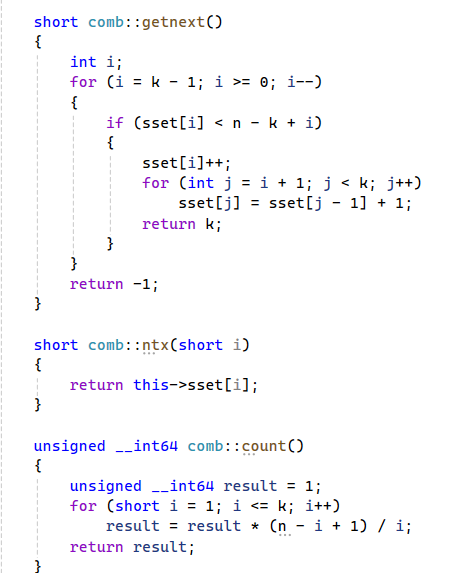 short comb::getnext()
{
    int i;
    for (i = k - 1; i >= 0; i--)
    {
        if (sset[i] < n - k + i)
        {
            sset[i]++;
            for (int j = i + 1; j < k; j++)
                sset[j] = sset[j - 1] + 1;
            return k;
        }
    }
    return -1;
}

short comb::ntx(short i)
{
    return this->sset[i];
}

unsigned __int64 comb::count()
{
    unsigned __int64 result = 1;
    for (short i = 1; i <= k; i++)
        result = result * (n - i + 1) / i;
    return result;
}